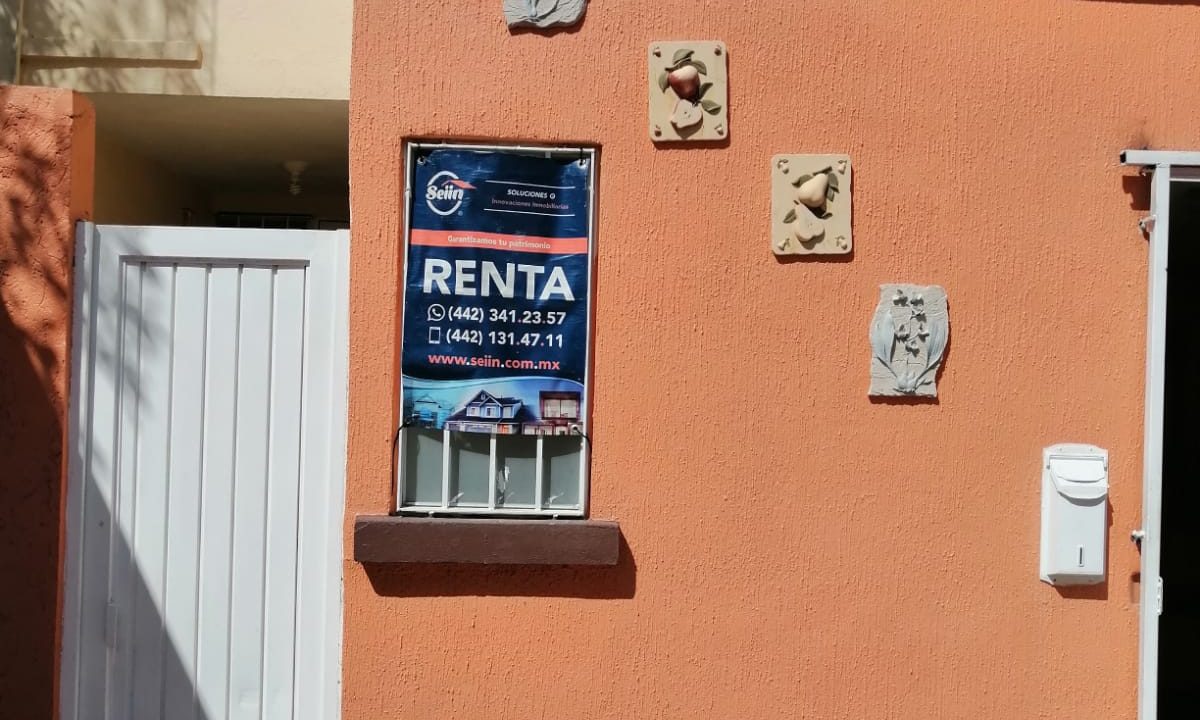 Seiin
SOLUCIONES e
Innovaciones Inmobiliarias
Garantizamos tu patrimonio
RENTA
(442) 341.23.57
(442) 131.47.11
www.seiin.com.mx